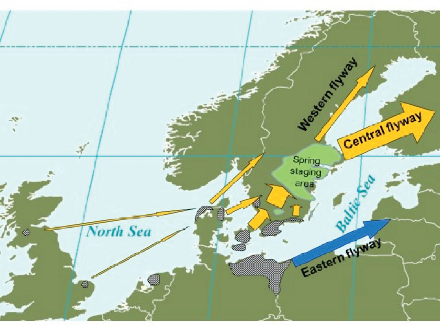 Western flyway
Central flyway
Spring
staging
area
Baltic Sea
North Sea
Eastern flyway